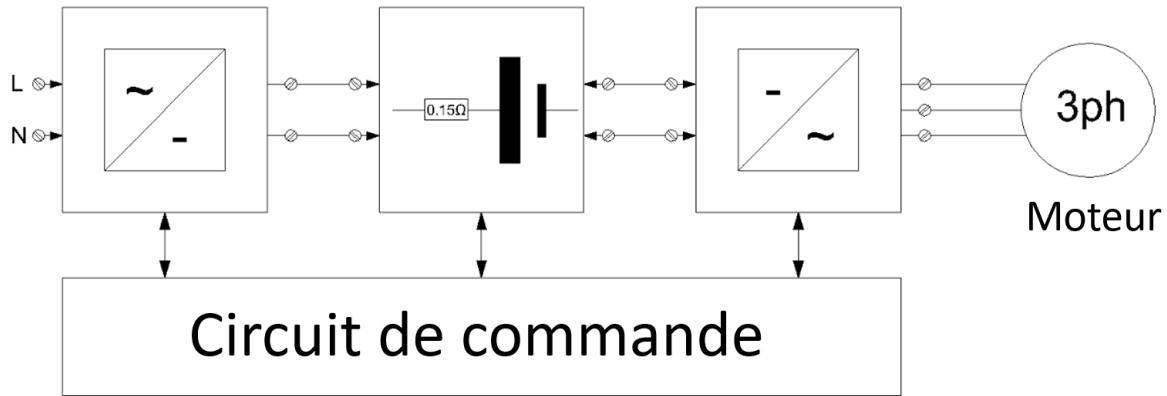 L
N
~
-
0.15Ω
-
~
3ph
Moteur
Circuit de commande